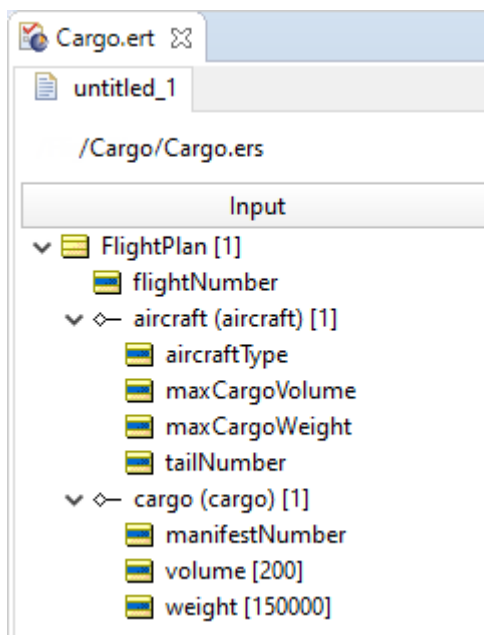 Cargo.ert
untitled_1
/Cargo/Cargo.ers
Input
FlightPlan [1]
flightNumber
aircraft (aircraft) [1]
aircraftType
maxCargoVolume
maxCargoWeight
tailNumber
cargo (cargo) [1]
manifestNumber
volume [200]
weight [150000]